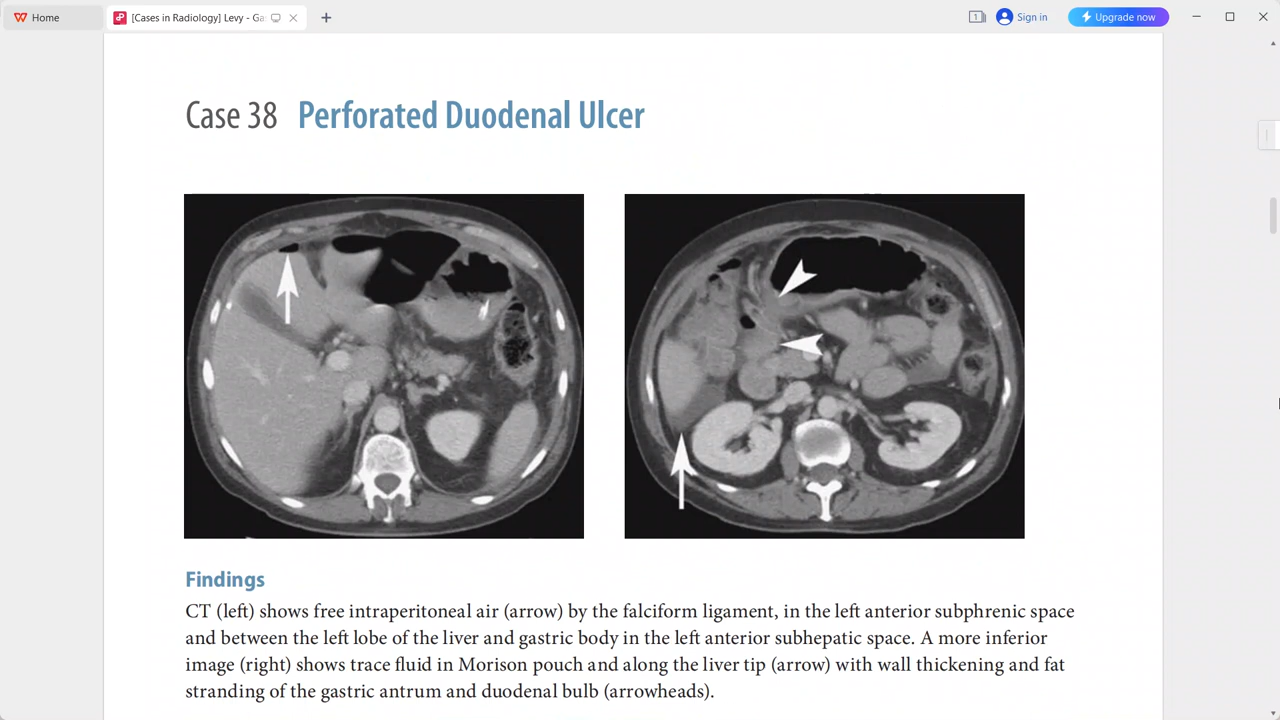 Home
[Cases in Radiology] Levy - Ga
1
Sign in
Upgrade now
Case 38 Perforated Duodenal Ulcer
Findings
CT (left) shows free intraperitoneal air (arrow) by the falciform ligament, in the left anterior subphrenic space
and between the left lobe of the liver and gastric body in the left anterior subhepatic space. A more inferior
image (right) shows trace fluid in Morison pouch and along the liver tip (arrow) with wall thickening and fat
stranding of the gastric antrum and duodenal bulb (arrowheads).